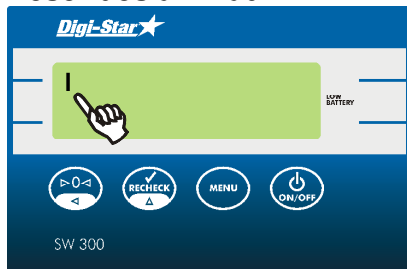 Digi-Star
I
LOW
BATTERY
▷0◁ RECHECK MENU ON/OFF
SW 300